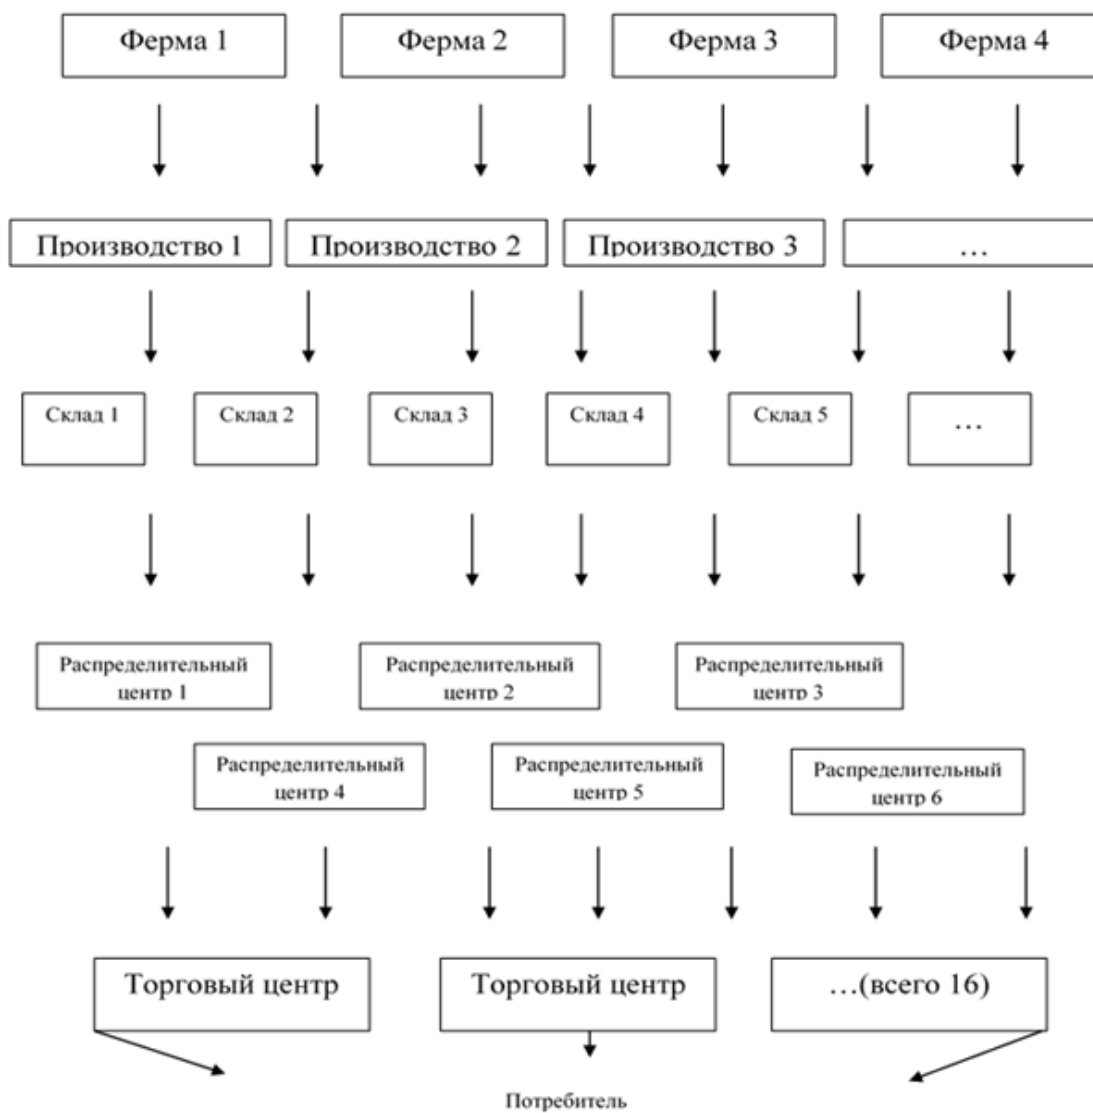 Ферма 1
Ферма 2
Ферма 3
Ферма 4
Производство 1
Производство 2
Производство 3
…
Склад 1
Склад 2
Склад 3
Склад 4
Склад 5
…
Распределительный
центр 1
Распределительный
центр 2
Распределительный
центр 3
Распределительный
центр 4
Распределительный
центр 5
Распределительный
центр 6
Торговый центр
Торговый центр
…(всего 16)
Потребитель